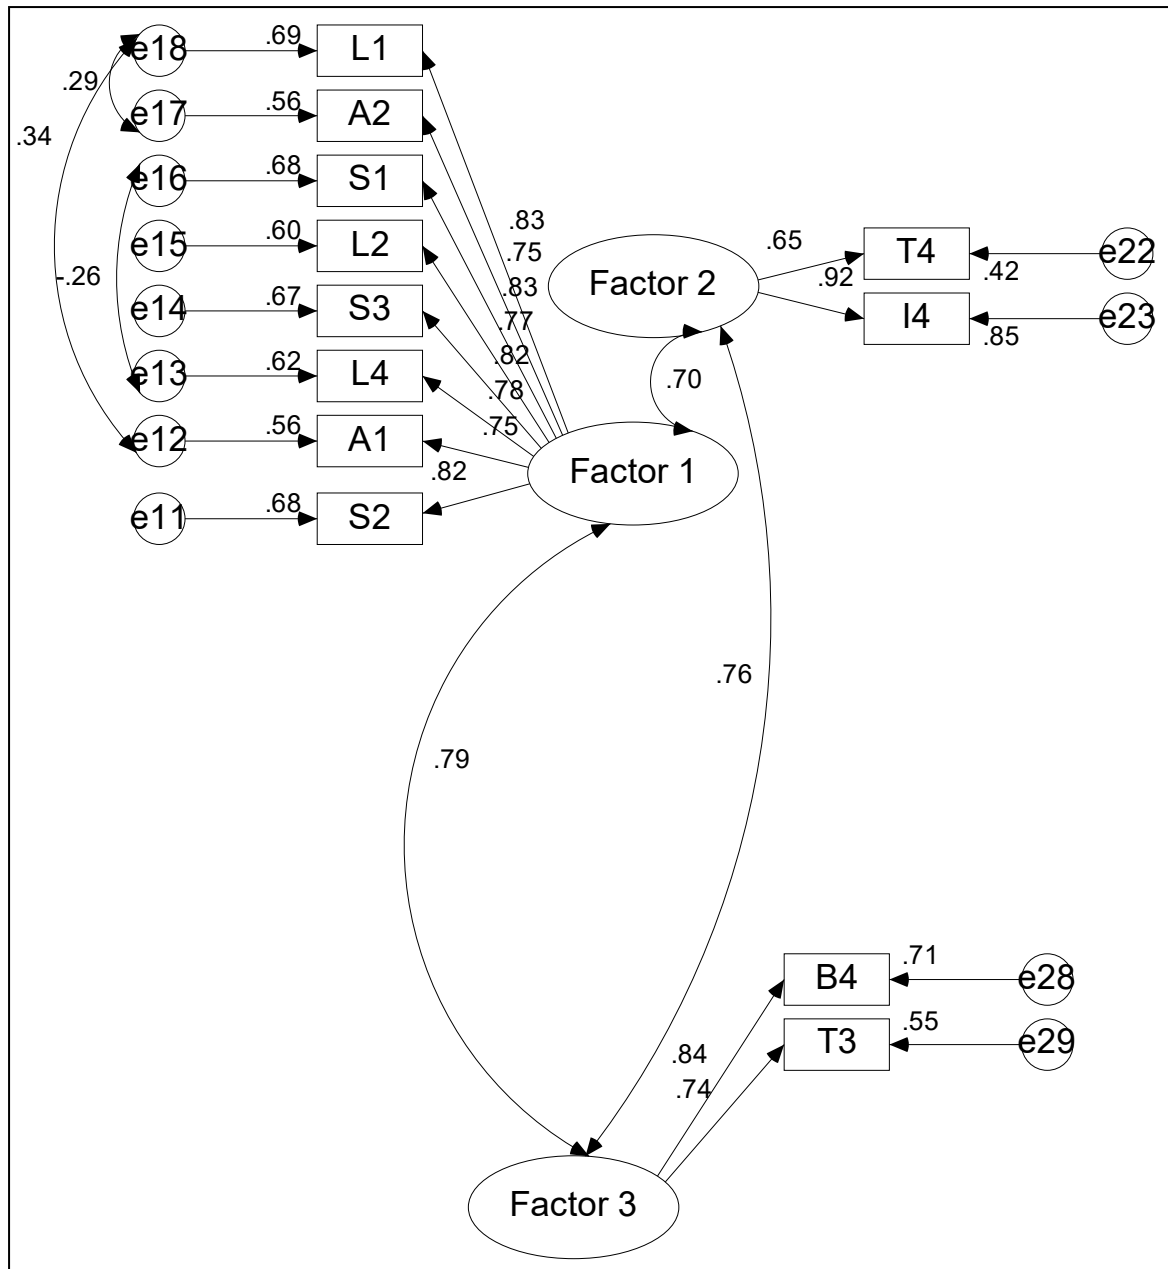 e18 .69 L1
.29
e17 .56 A2
.34
e16 .68 S1
e15 .60 L2
-.26
e14 .67 S3
e13 .62 L4
e12 .56 A1
e11 .68 S2
.83
.75
.83
.77
.82
.78
.75
.82
Factor 1
.70
Factor 2
.65 T4 .42 e22
.92 I4 .85 e23
.76
.79
B4 .71 e28
T3 .55 e29
.84
.74
Factor 3